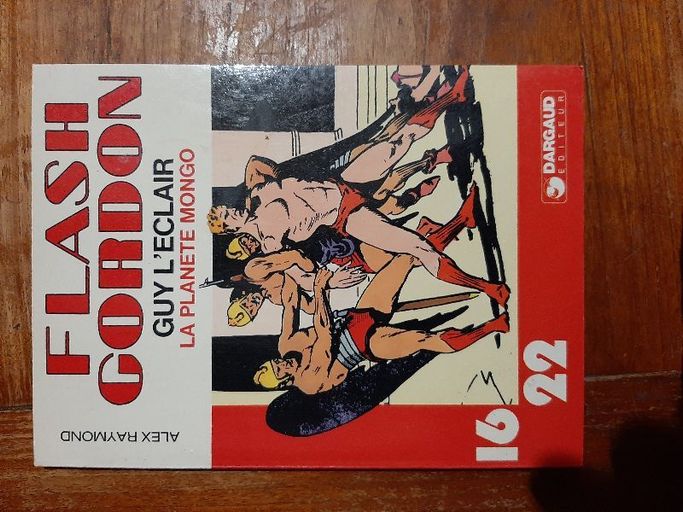 ALEX RAYMOND
FLASH
GORDON
GUY L'ECLAIR
LA PLANETE MONGO
16
22
DARGAUD
EDITEUR